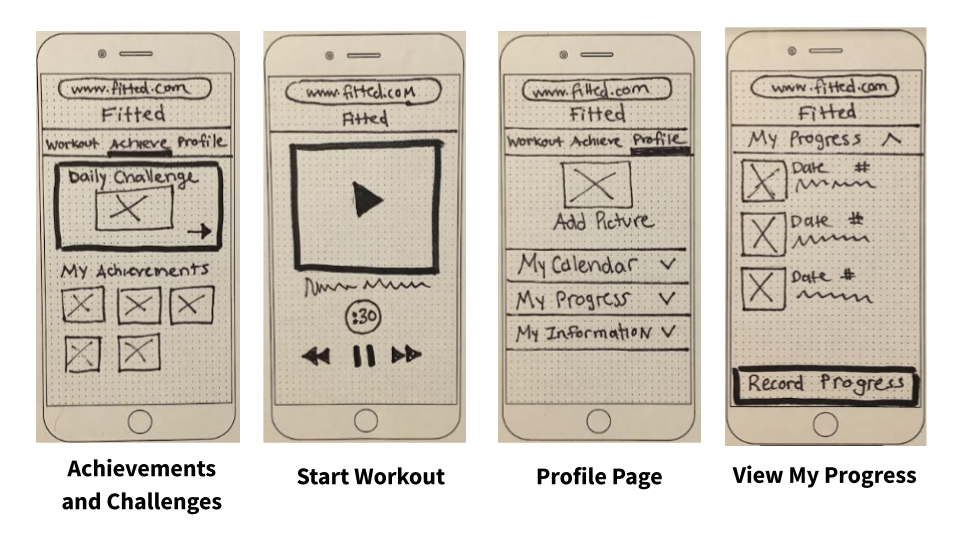 www.fitted.com
Fitted
Workout Achieve Profile
Daily Challenge
My Achievements
Achievements
and Challenges
www.fitted.com
Fitted
:30
Start Workout
www.fitted.com
Fitted
Workout Achieve Profile
Add Picture
My Calendar
My Progress
My Information
Profile Page
www.fitted.com
Fitted
My Progress
Date #
Date #
Date #
Record Progress
View My Progress